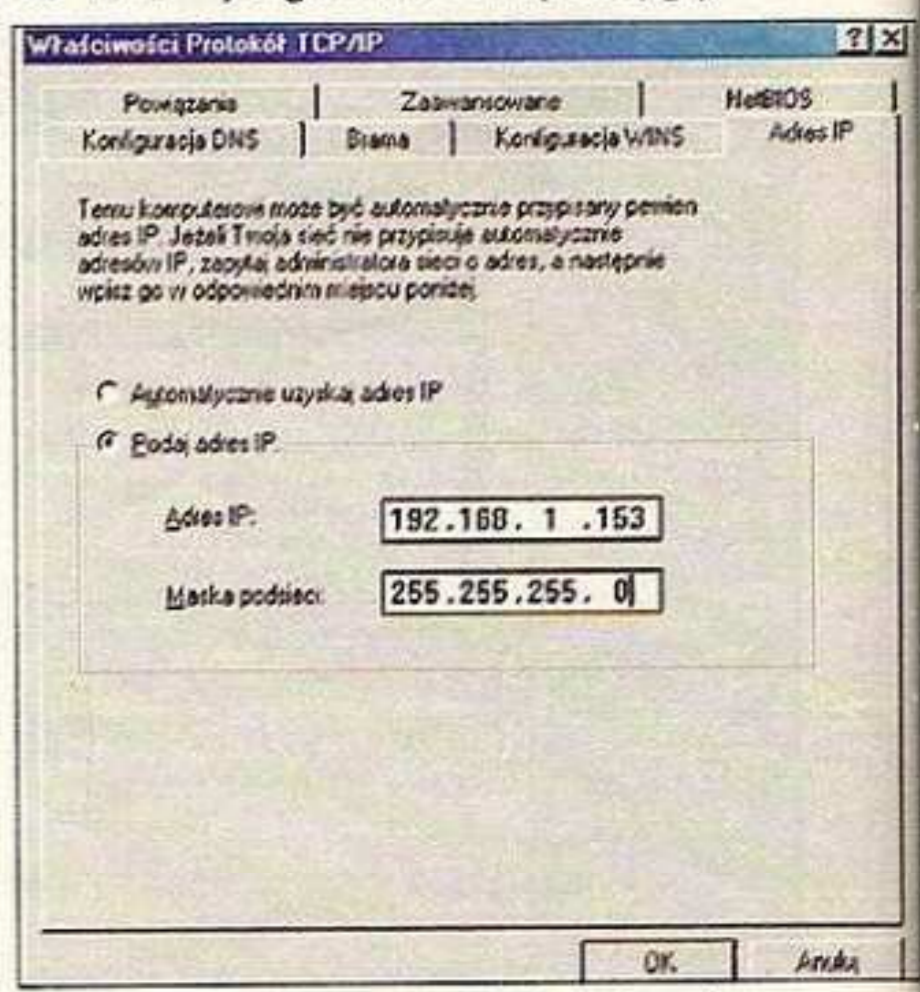 Właściwości Protokół TCP/IP
Powiązania Zaawansowane NetBIOS
Konfiguracja DNS Brama Konfiguracja WINS Adres IP
Temu komputerowi może być automatycznie przypisany pewien
adres IP. Jeżeli Twoja sieć nie przypisuje automatycznie
adresów IP, zapytaj administratora sieci o adres, a następnie
wpisz go w odpowiednim miejscu poniżej.
Automatycznie uzyskaj adres IP
Podaj adres IP:
Adres IP: 192.168. 1 .153
Maska podsieci: 255.255.255. 0
OK Anuluj